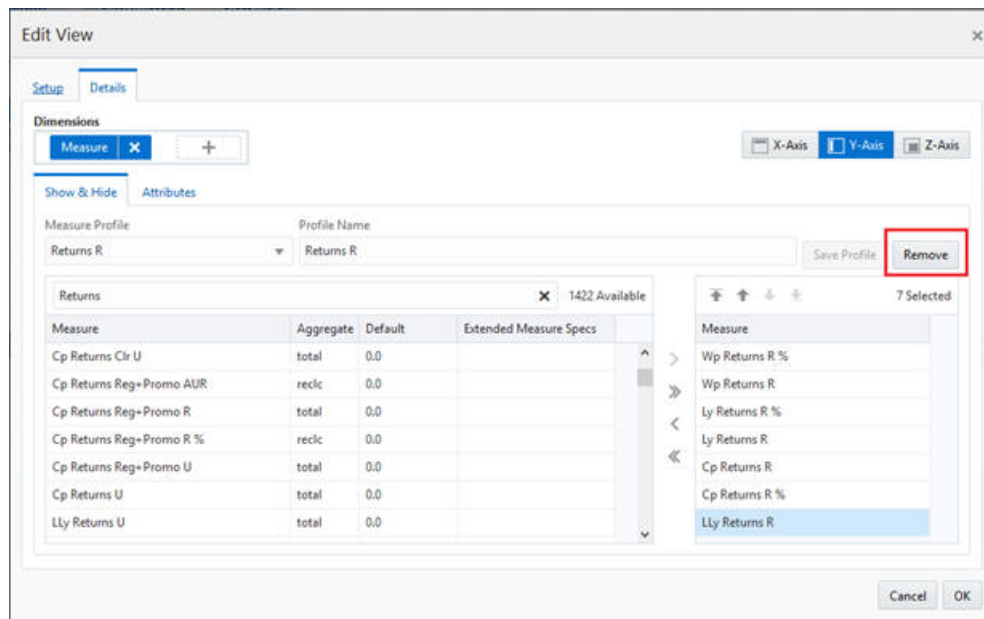 Edit View
Setup Details
Dimensions
Measure +
X-Axis Y-Axis Z-Axis
Show & Hide Attributes
Measure Profile Profile Name
Returns R Returns R Save Profile Remove
Returns 1422 Available 7 Selected
Measure Aggregate Default Extended Measure Specs Measure
Cp Returns Clr U total 0.0 Wp Returns R %
Cp Returns Reg+Promo AUR reclc 0.0 Wp Returns R
Cp Returns Reg+Promo R total 0.0 Ly Returns R %
Cp Returns Reg+Promo R % reclc 0.0 Ly Returns R
Cp Returns Reg+Promo U total 0.0 Cp Returns R
Cp Returns U total 0.0 Cp Returns R %
LLy Returns U total 0.0 LLy Returns R
Cancel OK